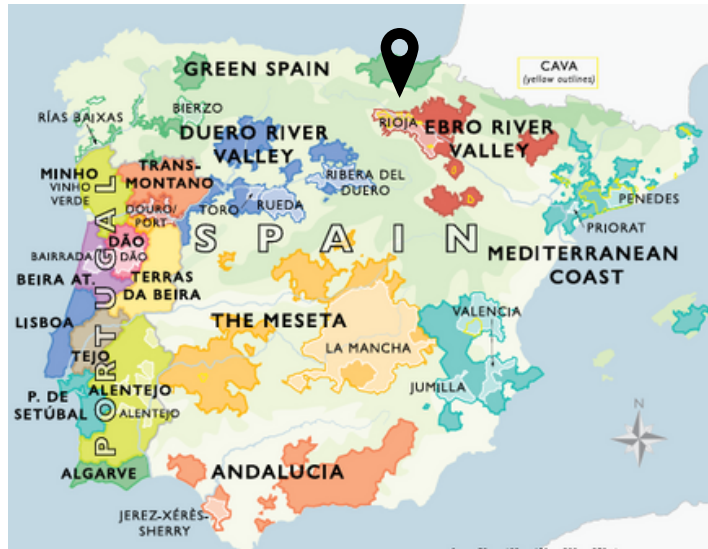 GREEN SPAIN
CAVA
(yellow outlines)
BIERZO
RÍAS BAIXAS
RIOJA
DUERO RIVER
VALLEY
EBRO RIVER
VALLEY
MINHO
VINHO
VERDE
TRANS-
MONTANO
RIBERA DEL
DUERO
DOURO/
PORT
TORO
RUEDA
PENEDES
PRIORAT
SPAIN
PORTUGAL
DÃO
DÃO
BAIRRADA
BEIRA AT.
TERRAS
DA BEIRA
MEDITERRANEAN
COAST
LISBOA
THE MESETA
VALENCIA
LA MANCHA
TEJO
JUMILLA
P. DE
SETÚBAL
ALENTEJO
ALENTEJO
N
ALGARVE
ANDALUCIA
JEREZ-XÉRÈS-
SHERRY